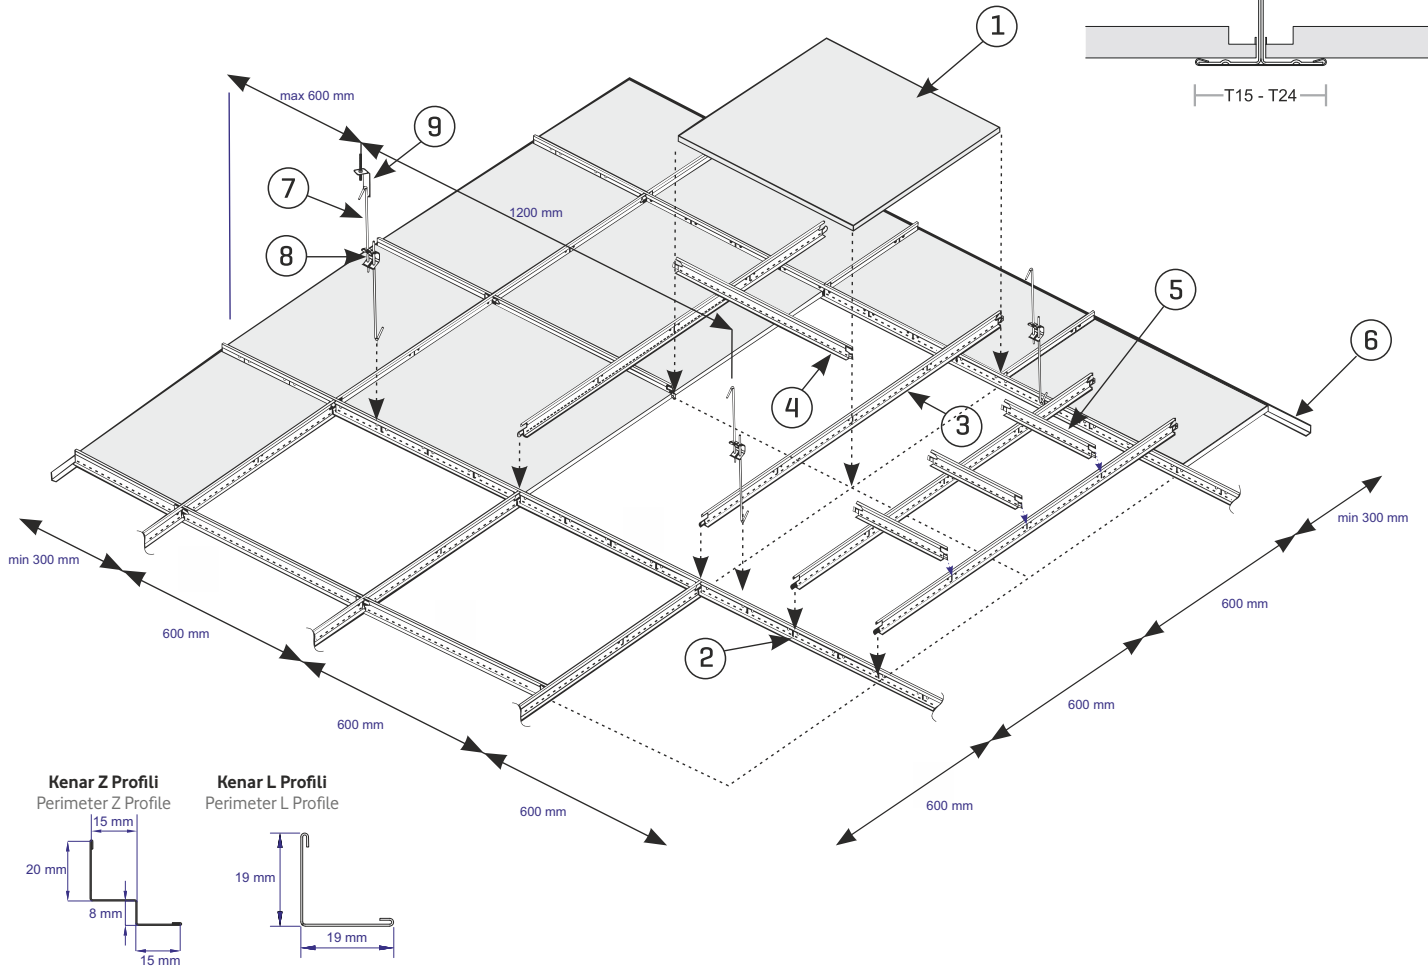 1
T15 - T24
max 600 mm
9
7
1200 mm
8
5
6
4
3
min 300 mm
min 300 mm
600 mm
600 mm
2
600 mm
600 mm
600 mm
600 mm
Kenar Z Profili
Perimeter Z Profile
15 mm
20 mm
8 mm
15 mm
Kenar L Profili
Perimeter L Profile
19 mm
19 mm